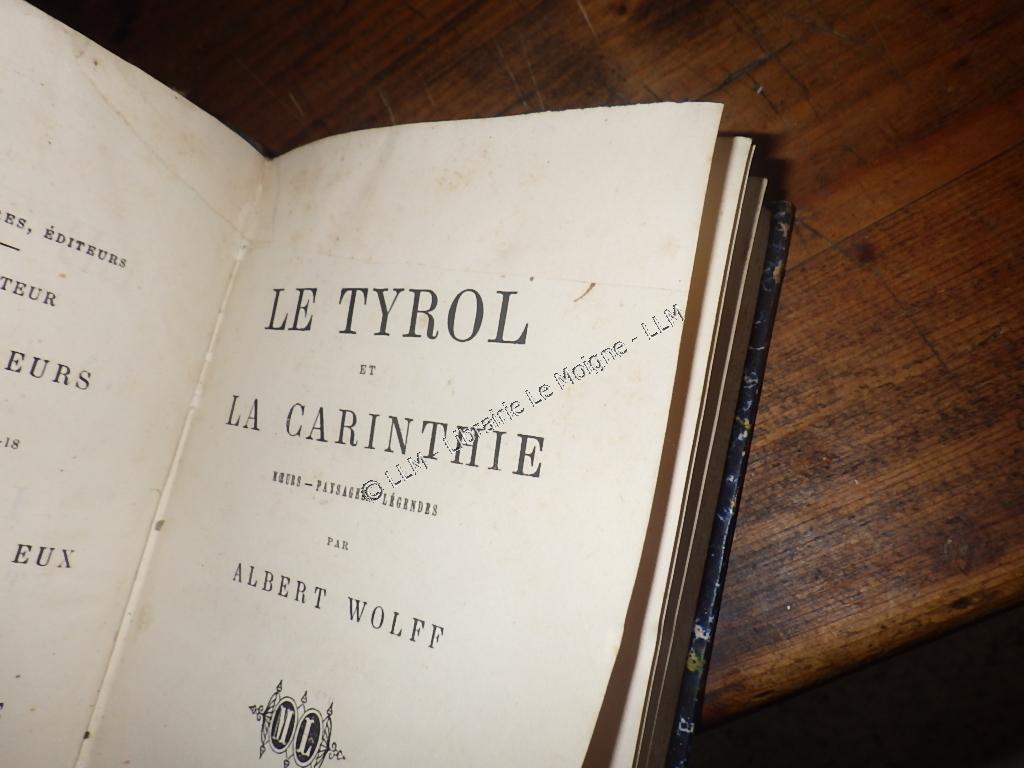 ÉDITEURS
TEUR
EURS
-18
EUX
LE TYROL
ET
LA CARINTHIE
MŒURS — PAYSAGES — LÉGENDES
PAR
ALBERT WOLFF
© LLM - Librairie Le Moigne - LLM